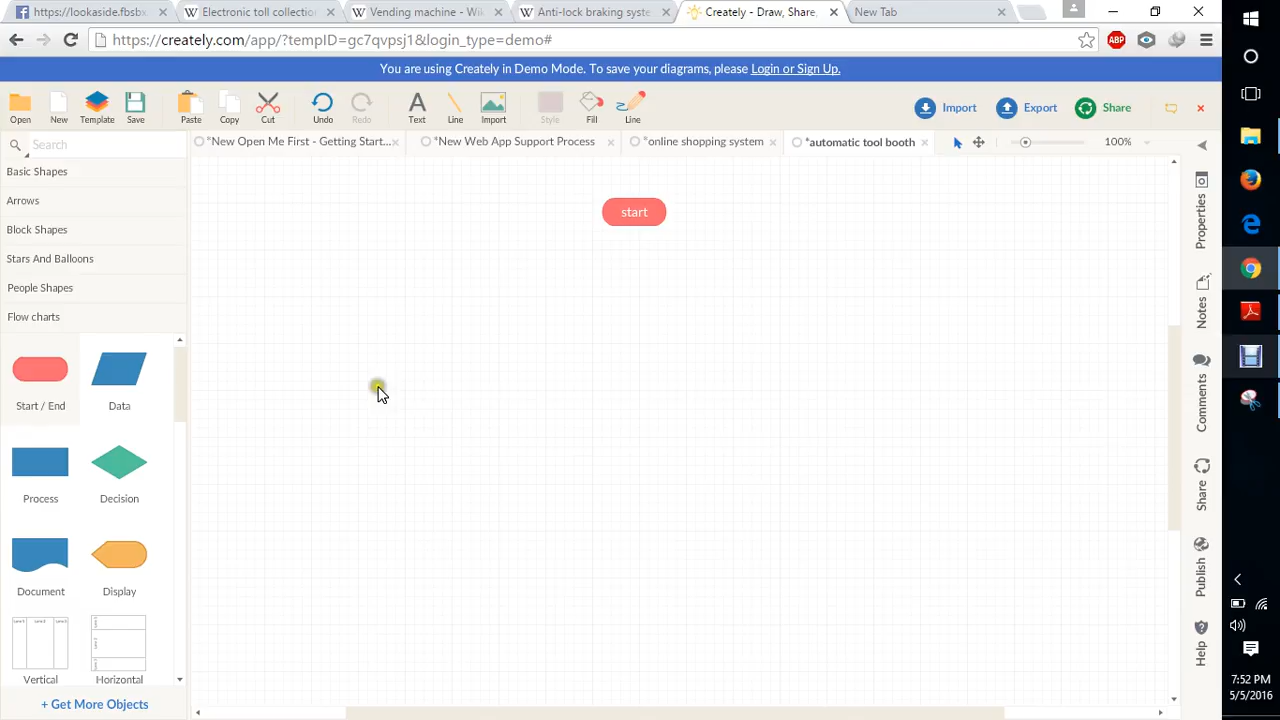 https://lookaside.fbsbx
Electronic toll collectio
Vending machine - Wik
Anti-lock braking syste
Creately - Draw, Share,
New Tab
https://creately.com/app/?tempID=gc7qvpsj1&login_type=demo#
ABP
You are using Creately in Demo Mode. To save your diagrams, please Login or Sign Up.
Open
New
Template
Save
Paste
Copy
Cut
Undo
Redo
Text
Line
Import
Style
Fill
Line
Import
Export
Share
Search
*New Open Me First - Getting Start...
*New Web App Support Process
*online shopping system
*automatic tool booth
100%
Basic Shapes
Arrows
Block Shapes
Stars And Balloons
People Shapes
Flow charts
Start / End
Data
Process
Decision
Document
Display
Vertical
Horizontal
+ Get More Objects
start
Properties
Notes
Comments
Share
Publish
Help
7:52 PM
5/5/2016